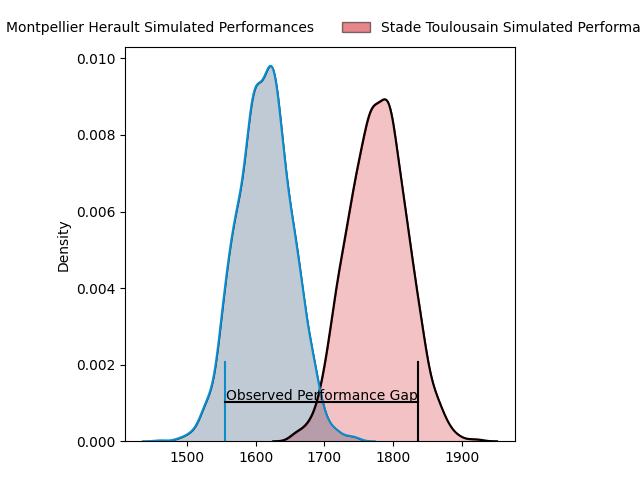 Montpellier Herault Simulated Performances
Stade Toulousain Simulated Performa
0.010
0.008
0.006
0.004
0.002
0.000
Density
Observed Performance Gap
1500 1600 1700 1800 1900